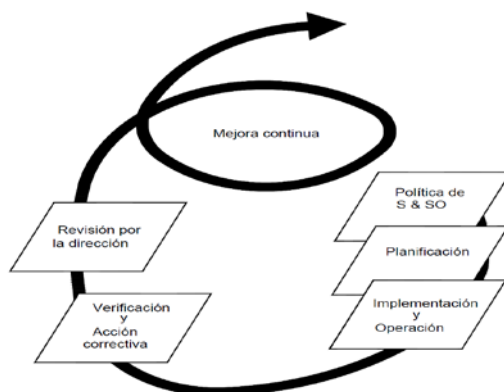 Mejora continua
Política de
S & SO
Planificación
Implementación
y
Operación
Verificación
y
Acción
correctiva
Revisión por
la dirección